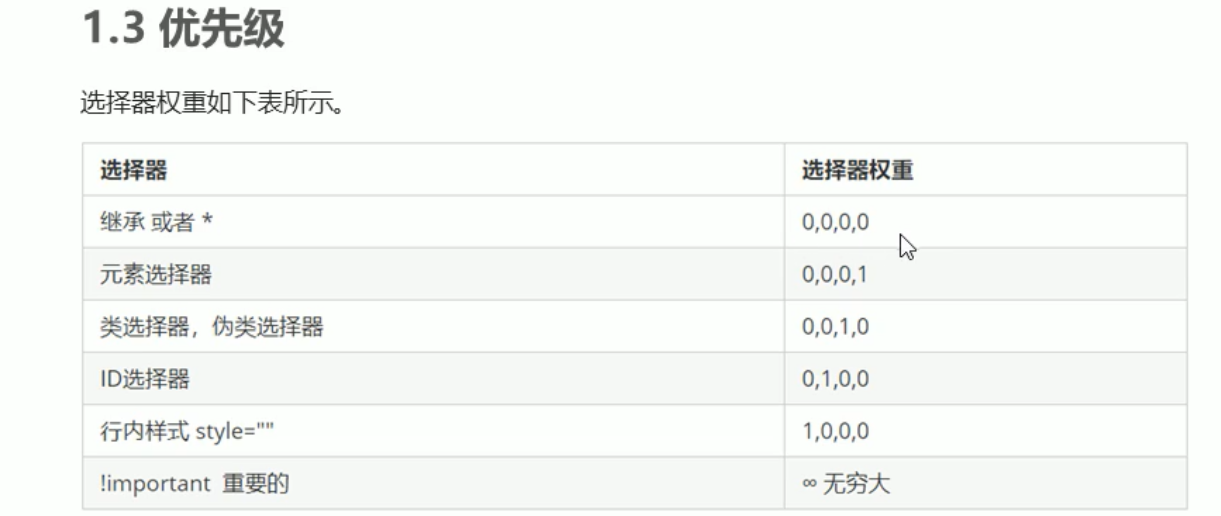 1.3 优先级
选择器权重如下表所示。
选择器 选择器权重
继承 或者 * 0,0,0,0
元素选择器 0,0,0,1
类选择器，伪类选择器 0,0,1,0
ID选择器 0,1,0,0
行内样式 style="" 1,0,0,0
!important 重要的 ∞ 无穷大